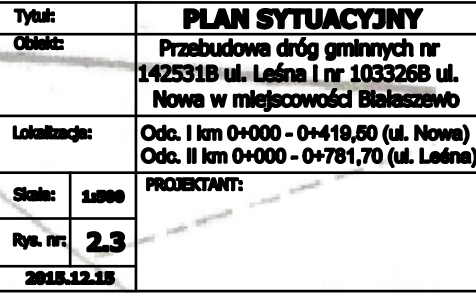 Tytuł: PLAN SYTUACYJNY
Obiekt: Przebudowa dróg gminnych nr
142531B ul. Leśna i nr 103326B ul.
Nowa w miejscowości Białaszewo
Lokalizacja: Odc. I km 0+000 - 0+419,50 (ul. Nowa)
Odc. II km 0+000 - 0+781,70 (ul. Leśna)
Skala: 1:500 PROJEKTANT:
Rys. nr: 2.3
2015.12.15